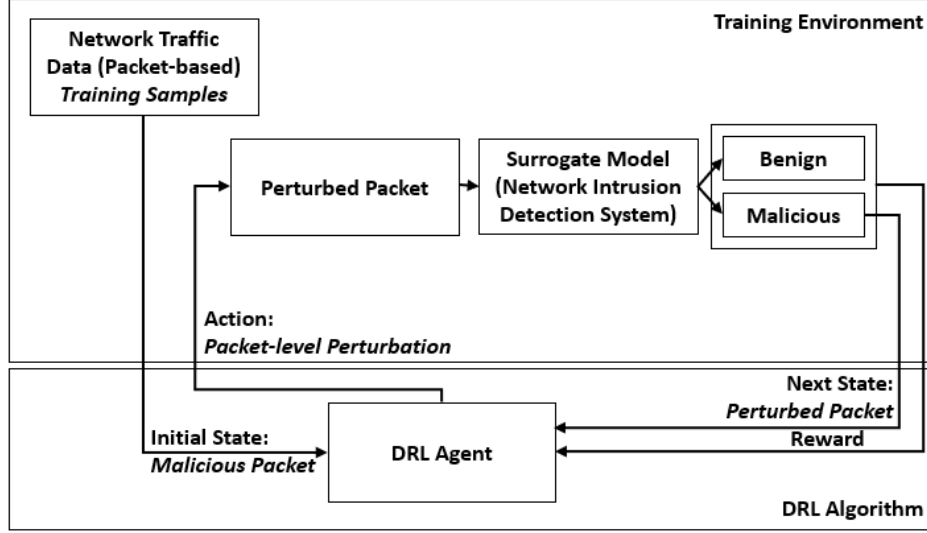 Training Environment
Network Traffic
Data (Packet-based)
Training Samples
Perturbed Packet
Surrogate Model
(Network Intrusion
Detection System)
Benign
Malicious
Action:
Packet-level Perturbation
Next State:
Perturbed Packet
Reward
Initial State:
Malicious Packet
DRL Agent
DRL Algorithm